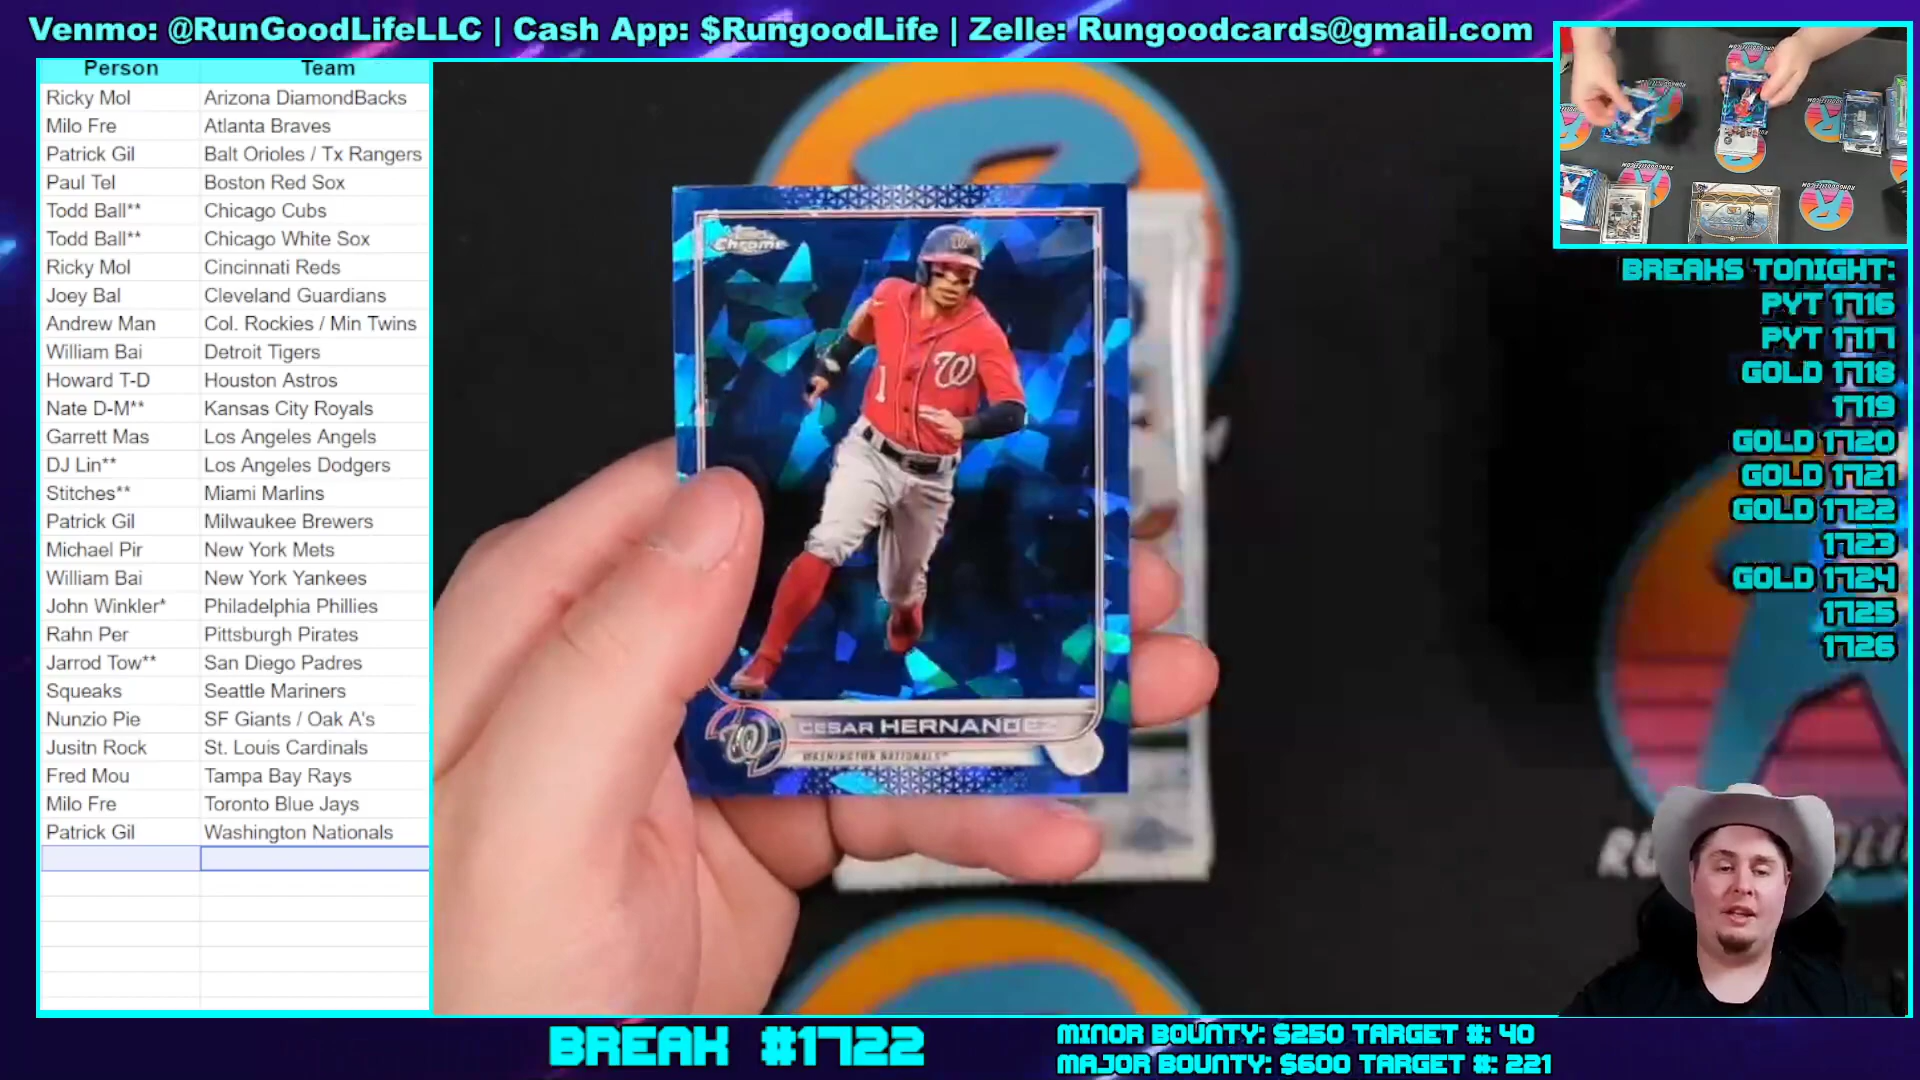 Venmo: @RunGoodLifeLLC | Cash App: $RungoodLife | Zelle: Rungoodcards@gmail.com
Person Team
Ricky Mol Arizona DiamondBacks
Milo Fre Atlanta Braves
Patrick Gil Balt Orioles / Tx Rangers
Paul Tel Boston Red Sox
Todd Ball** Chicago Cubs
Todd Ball** Chicago White Sox
Ricky Mol Cincinnati Reds
Joey Bal Cleveland Guardians
Andrew Man Col. Rockies / Min Twins
William Bai Detroit Tigers
Howard T-D Houston Astros
Nate D-M** Kansas City Royals
Garrett Mas Los Angeles Angels
DJ Lin** Los Angeles Dodgers
Stitches** Miami Marlins
Patrick Gil Milwaukee Brewers
Michael Pir New York Mets
William Bai New York Yankees
John Winkler* Philadelphia Phillies
Rahn Per Pittsburgh Pirates
Jarrod Tow** San Diego Padres
Squeaks Seattle Mariners
Nunzio Pie SF Giants / Oak A's
Jusitn Rock St. Louis Cardinals
Fred Mou Tampa Bay Rays
Milo Fre Toronto Blue Jays
Patrick Gil Washington Nationals
Topps
Chrome
W
1
W
W
CESAR HERNANDEZ
WASHINGTON NATIONALS
BREAKS TONIGHT:
PYT 1716
PYT 1717
GOLD 1718
1719
GOLD 1720
GOLD 1721
GOLD 1722
1723
GOLD 1724
1725
1726
BREAK #1722
MINOR BOUNTY: $250 TARGET #: 40
MAJOR BOUNTY: $600 TARGET #: 221